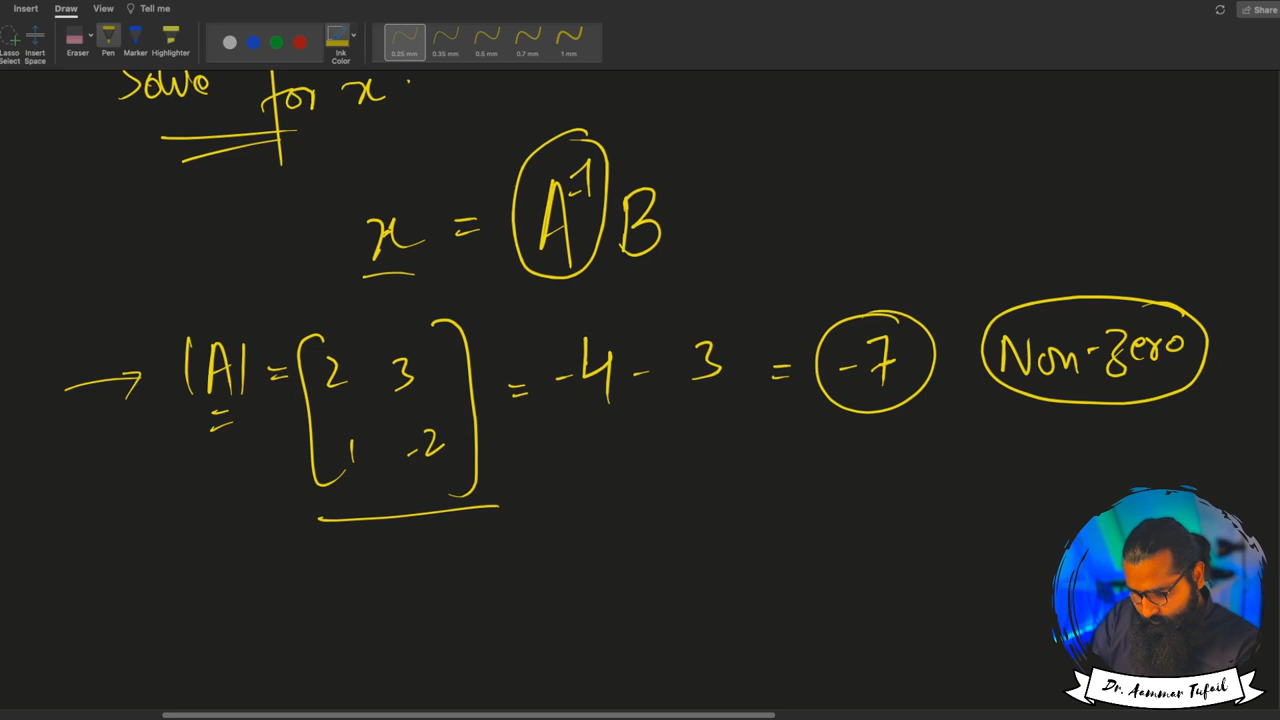 Insert Draw View Tell me
Share
Lasso Select
Insert Space
Eraser
Pen
Marker
Highlighter
Ink Color
0.25 mm
0.35 mm
0.5 mm
0.7 mm
1 mm
Solve for x.
x = A⁻¹ B
→ |A| = [2 3 = -4 - 3 = -7 Non-Zero
1 -2]
Dr. Aammar Tufail